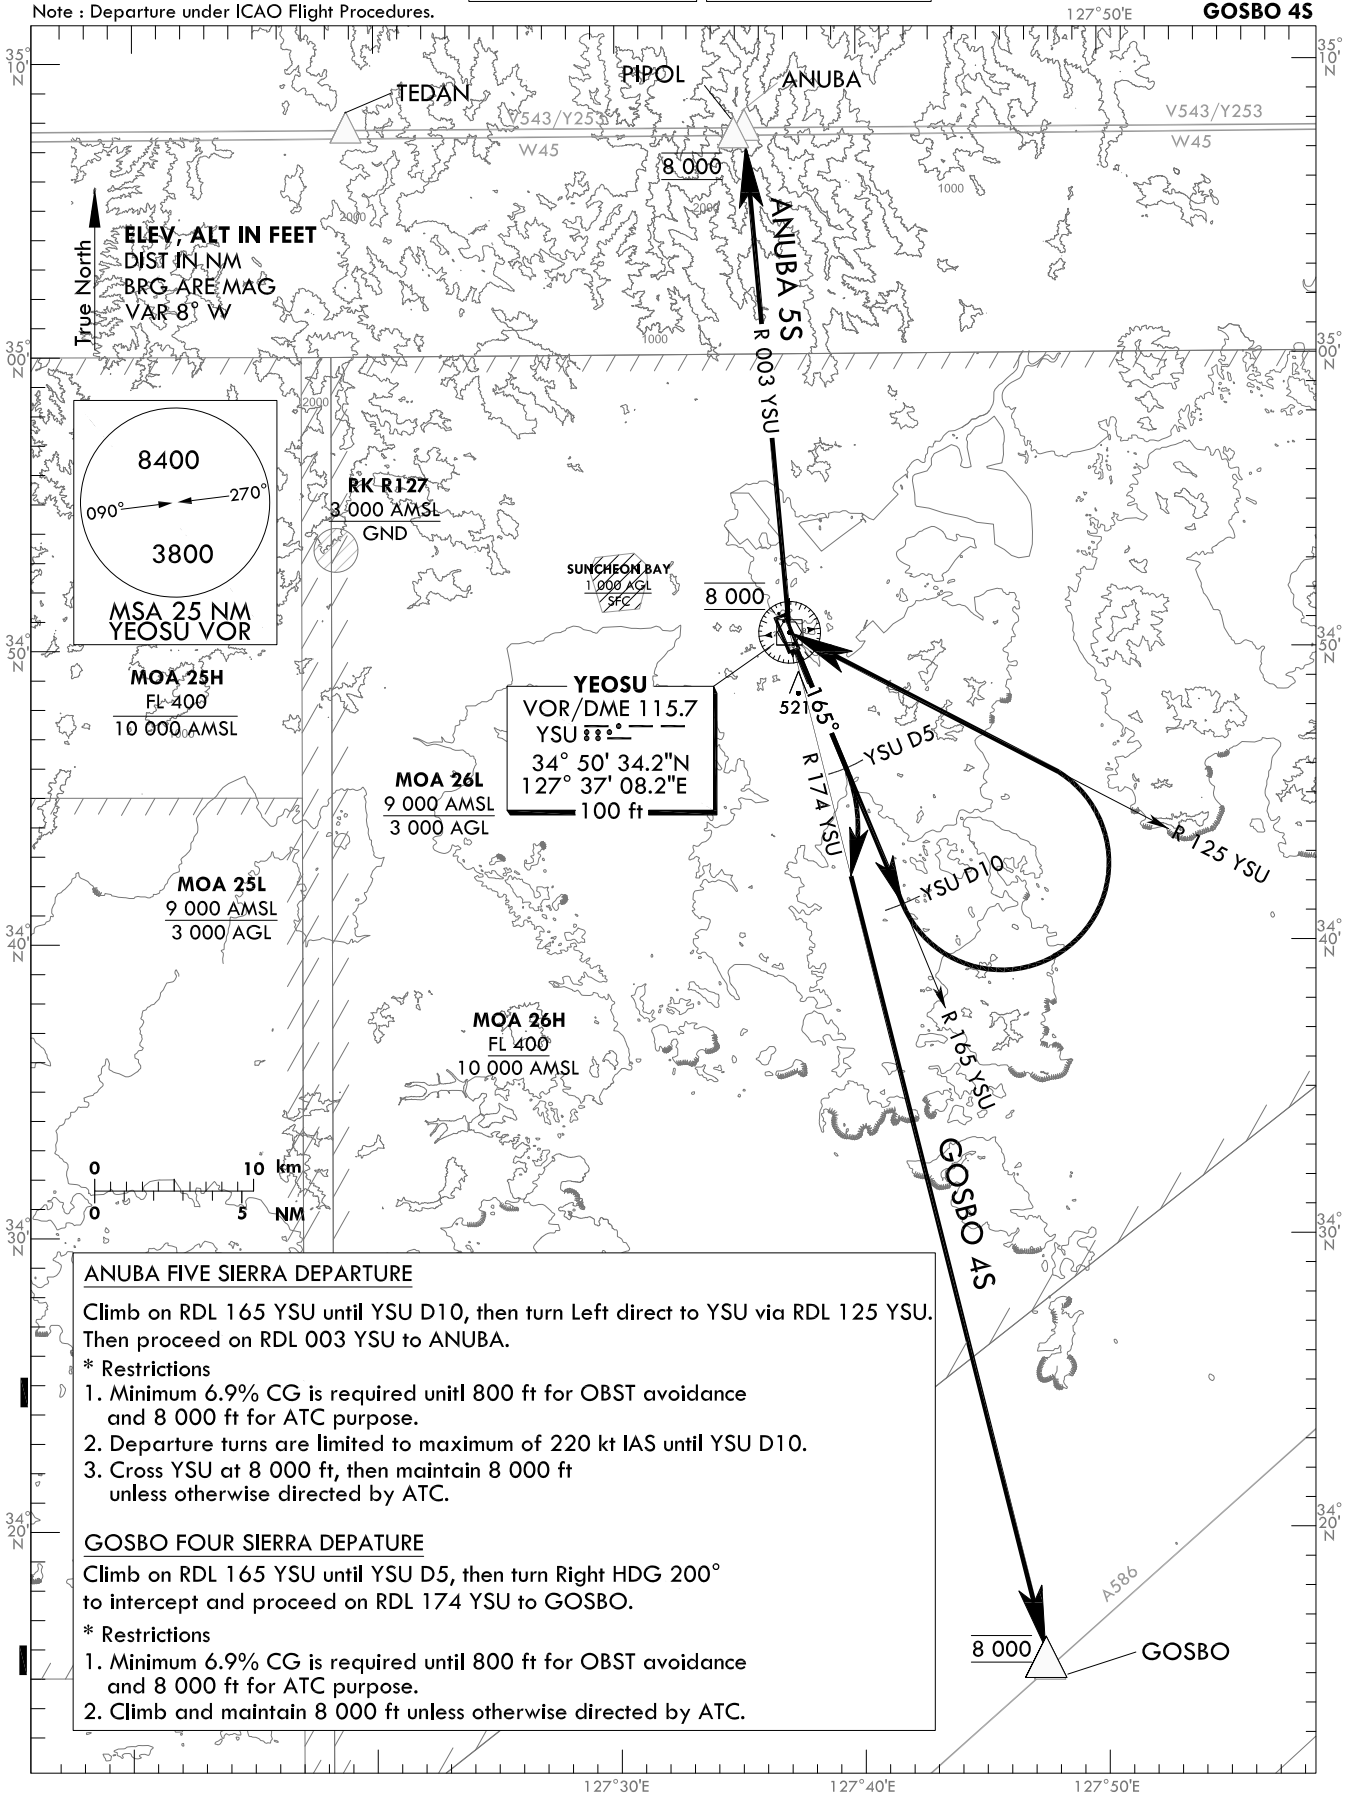 Note : Departure under ICAO Flight Procedures.
127°50'E
GOSBO 4S
35°
10'
N
35°
10'
N
PIPOL
ANUBA
TEDAN
V543/Y253
W45
V543/Y253
W45
8 000
1000
2000
2000
True North
ELEV, ALT IN FEET
DIST IN NM
BRG ARE MAG
VAR 8° W
ANUBA 5S
1000
R 003 YSU
35°
00'
N
35°
00'
N
2000
8400
090°
270°
3800
MSA 25 NM
YEOSU VOR
RK R127
3 000 AMSL
GND
SUNCHEON BAY
1 000 AGL
SFC
8 000
34°
50'
N
34°
50'
N
MOA 25H
FL 400
10 000 AMSL
1000
YEOSU
VOR/DME 115.7
YSU
34° 50' 34.2"N
127° 37' 08.2"E
100 ft
521
165°
YSU D5
R 174 YSU
MOA 26L
9 000 AMSL
3 000 AGL
R 125 YSU
YSU D10
MOA 25L
9 000 AMSL
3 000 AGL
34°
40'
N
34°
40'
N
MOA 26H
FL 400
10 000 AMSL
R 165 YSU
GOSBO 4S
0
10 km
0
5
NM
34°
30'
N
34°
30'
N
ANUBA FIVE SIERRA DEPARTURE
Climb on RDL 165 YSU until YSU D10, then turn Left direct to YSU via RDL 125 YSU.
Then proceed on RDL 003 YSU to ANUBA.
* Restrictions
1. Minimum 6.9% CG is required unitl 800 ft for OBST avoidance
and 8 000 ft for ATC purpose.
2. Departure turns are limited to maximum of 220 kt IAS until YSU D10.
3. Cross YSU at 8 000 ft, then maintain 8 000 ft
unless otherwise directed by ATC.
34°
20'
N
34°
20'
N
GOSBO FOUR SIERRA DEPATURE
Climb on RDL 165 YSU until YSU D5, then turn Right HDG 200°
to intercept and proceed on RDL 174 YSU to GOSBO.
* Restrictions
1. Minimum 6.9% CG is required until 800 ft for OBST avoidance
and 8 000 ft for ATC purpose.
2. Climb and maintain 8 000 ft unless otherwise directed by ATC.
A586
8 000
GOSBO
127°30'E
127°40'E
127°50'E